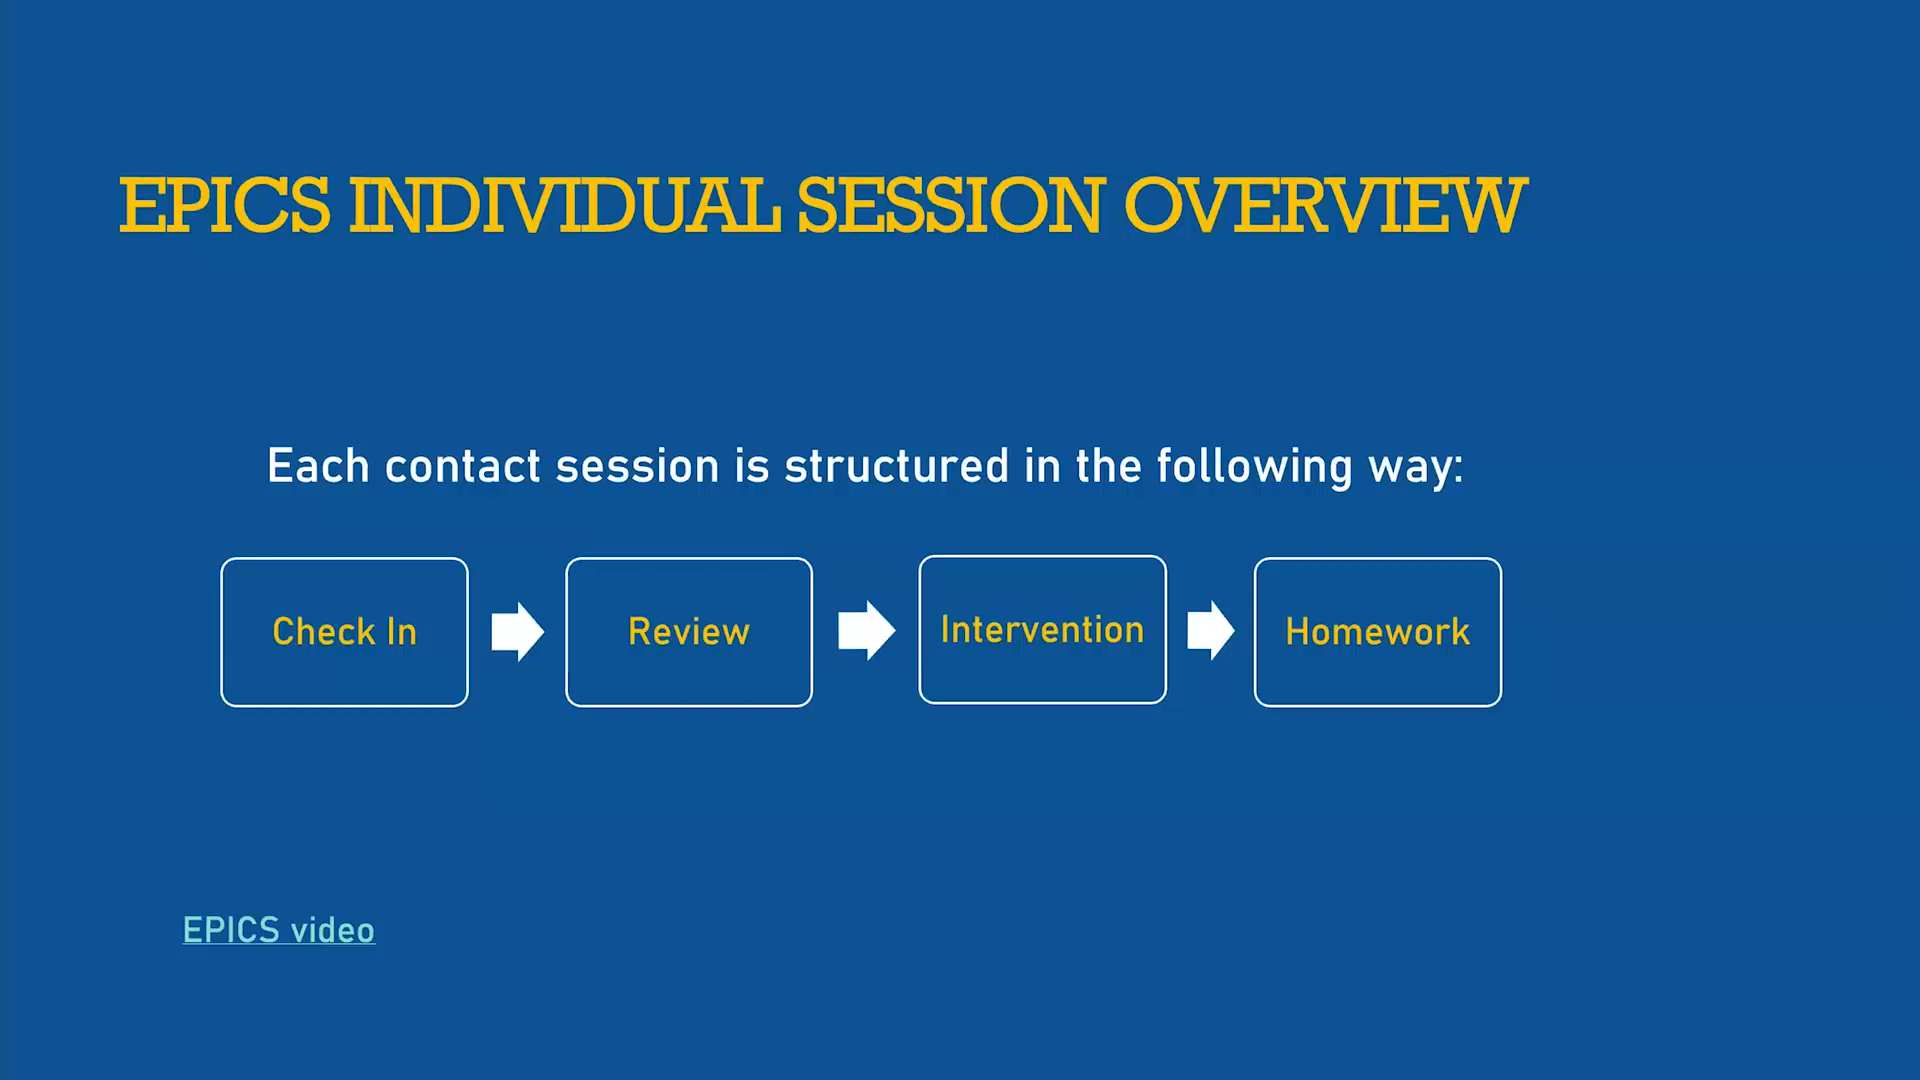 EPICS INDIVIDUAL SESSION OVERVIEW
Each contact session is structured in the following way:
Check In
Review
Intervention
Homework
EPICS video